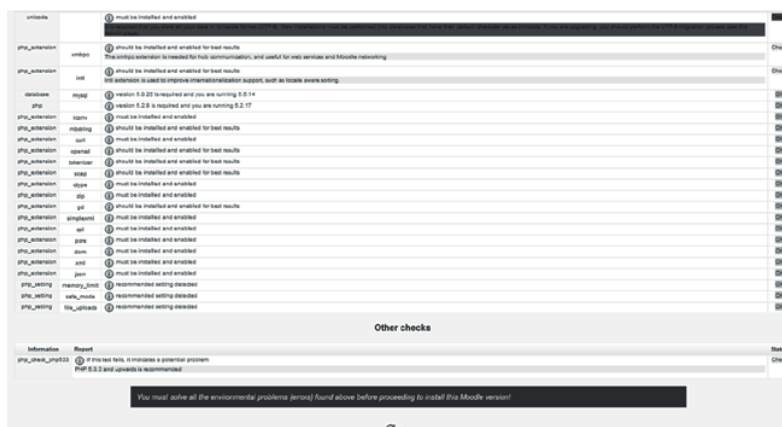 unicode must be installed and enabled
php_extension should be installed and enabled for best results
xmlrpc
The xmlrpc extension is needed for hub communication, and useful for web services and Moodle networking
php_extension should be installed and enabled for best results
intl
Intl extension is used to improve internationalization support, such as locale aware sorting.
database mysql version 5.0.25 is required and you are running 5.5.14
php version 5.2.8 is required and you are running 5.2.17
php_extension iconv must be installed and enabled
php_extension mbstring should be installed and enabled for best results
php_extension curl must be installed and enabled
php_extension openssl should be installed and enabled for best results
php_extension tokenizer should be installed and enabled for best results
php_extension soap should be installed and enabled for best results
php_extension ctype must be installed and enabled
php_extension zip must be installed and enabled
php_extension gd should be installed and enabled for best results
php_extension simplexml must be installed and enabled
php_extension spl must be installed and enabled
php_extension pcre must be installed and enabled
php_extension dom must be installed and enabled
php_extension xml must be installed and enabled
php_extension json must be installed and enabled
php_setting memory_limit recommended setting detected
php_setting safe_mode recommended setting detected
php_setting file_uploads recommended setting detected
Other checks
Information Report
php_check_php533 if this test fails, it indicates a potential problem
PHP 5.3.3 and upwards is recommended
You must solve all the environmental problems (errors) found above before proceeding to install this Moodle version!